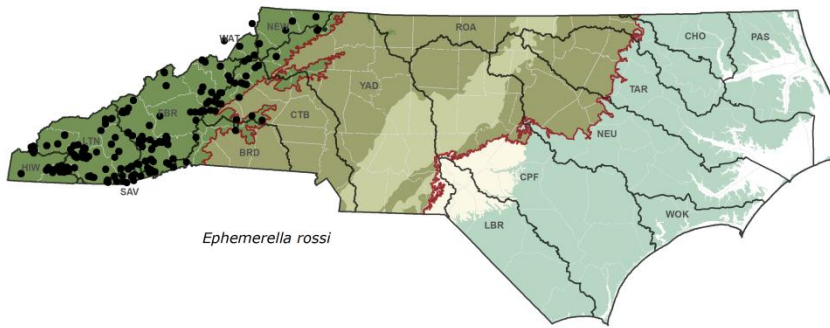 NEW
WAT
ROA
CHO
PAS
YAD
TAR
FBR
CTB
LTN
NEU
BRD
HIW
CPF
SAV
WOK
LBR
Ephemerella rossi